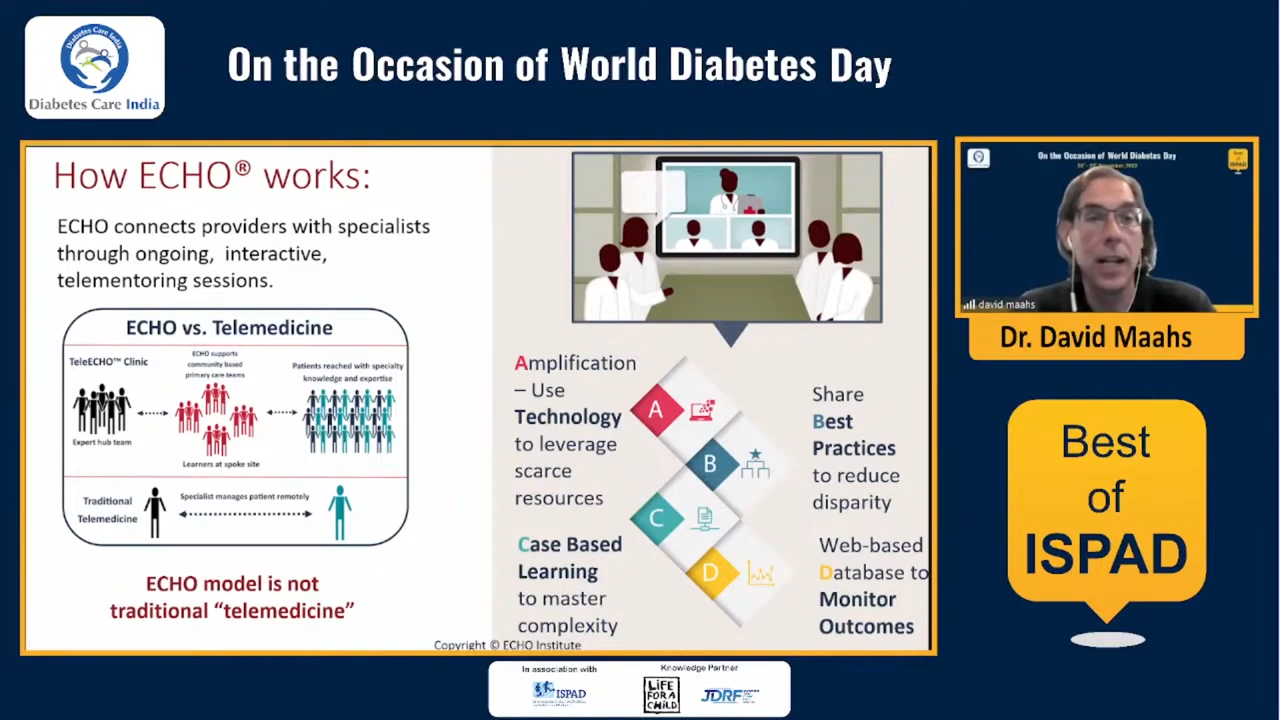 Diabetes Care India
Diabetes Care India
On the Occasion of World Diabetes Day
How ECHO® works:
ECHO connects providers with specialists
through ongoing, interactive,
telementoring sessions.
ECHO vs. Telemedicine
TeleECHO™ Clinic
ECHO supports
community based
primary care teams
Patients reached with specialty
knowledge and expertise
Expert hub team
Learners at spoke site
Traditional
Telemedicine
Specialist manages patient remotely
ECHO model is not
traditional “telemedicine”
Amplification
– Use
Technology
to leverage
scarce
resources
A
Share
Best
Practices
to reduce
disparity
B
Case Based
Learning
to master
complexity
C
Web-based
Database to
Monitor
Outcomes
D
Copyright © ECHO Institute
On the Occasion of World Diabetes Day
Best
of
ISPAD
david maahs
Dr. David Maahs
Best
of
ISPAD
In association with
ISPAD
Knowledge Partner
LiFE
FOR A
CHiLD
JDRF